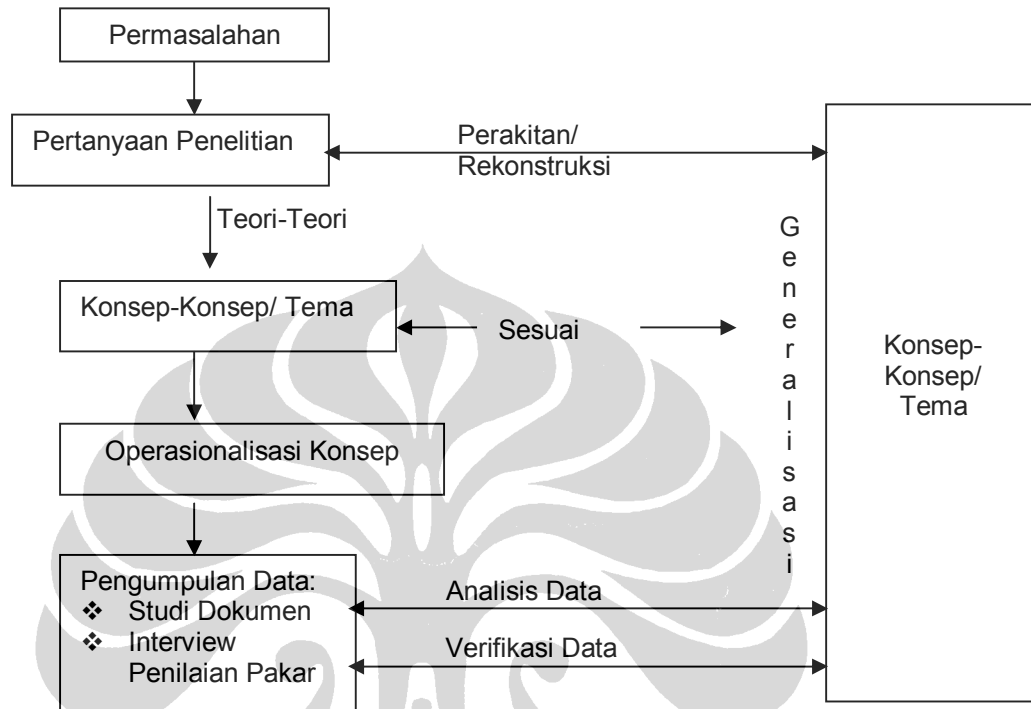 Permasalahan
Pertanyaan Penelitian
Perakitan/
Rekonstruksi
Teori-Teori
Konsep-Konsep/ Tema
Sesuai
Generalisasi
Konsep-
Konsep/
Tema
Operasionalisasi Konsep
Pengumpulan Data:
❖ Studi Dokumen
❖ Interview
Penilaian Pakar
Analisis Data
Verifikasi Data